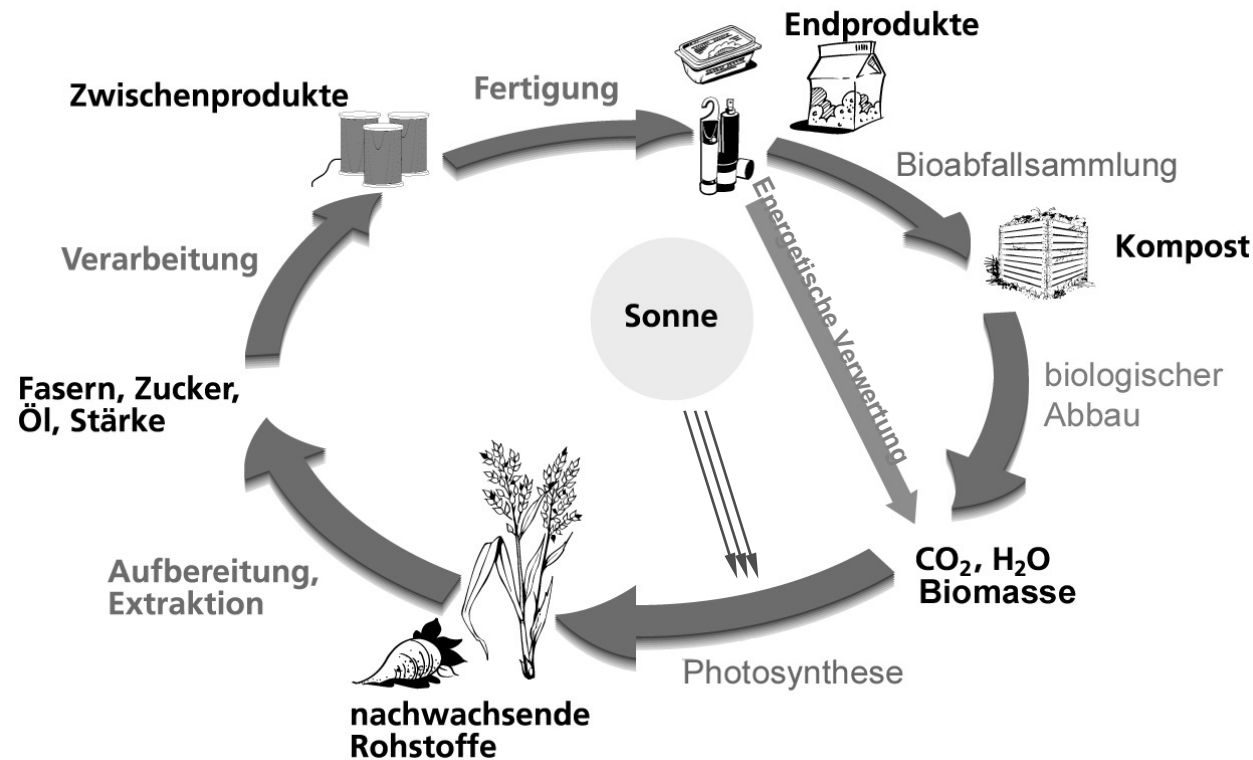 Endprodukte
Fertigung
Zwischenprodukte
Bioabfallsammlung
Energetische Verwertung
Kompost
Verarbeitung
Sonne
Fasern, Zucker,
Öl, Stärke
biologischer
Abbau
CO₂, H₂O
Biomasse
Aufbereitung,
Extraktion
Photosynthese
nachwachsende
Rohstoffe